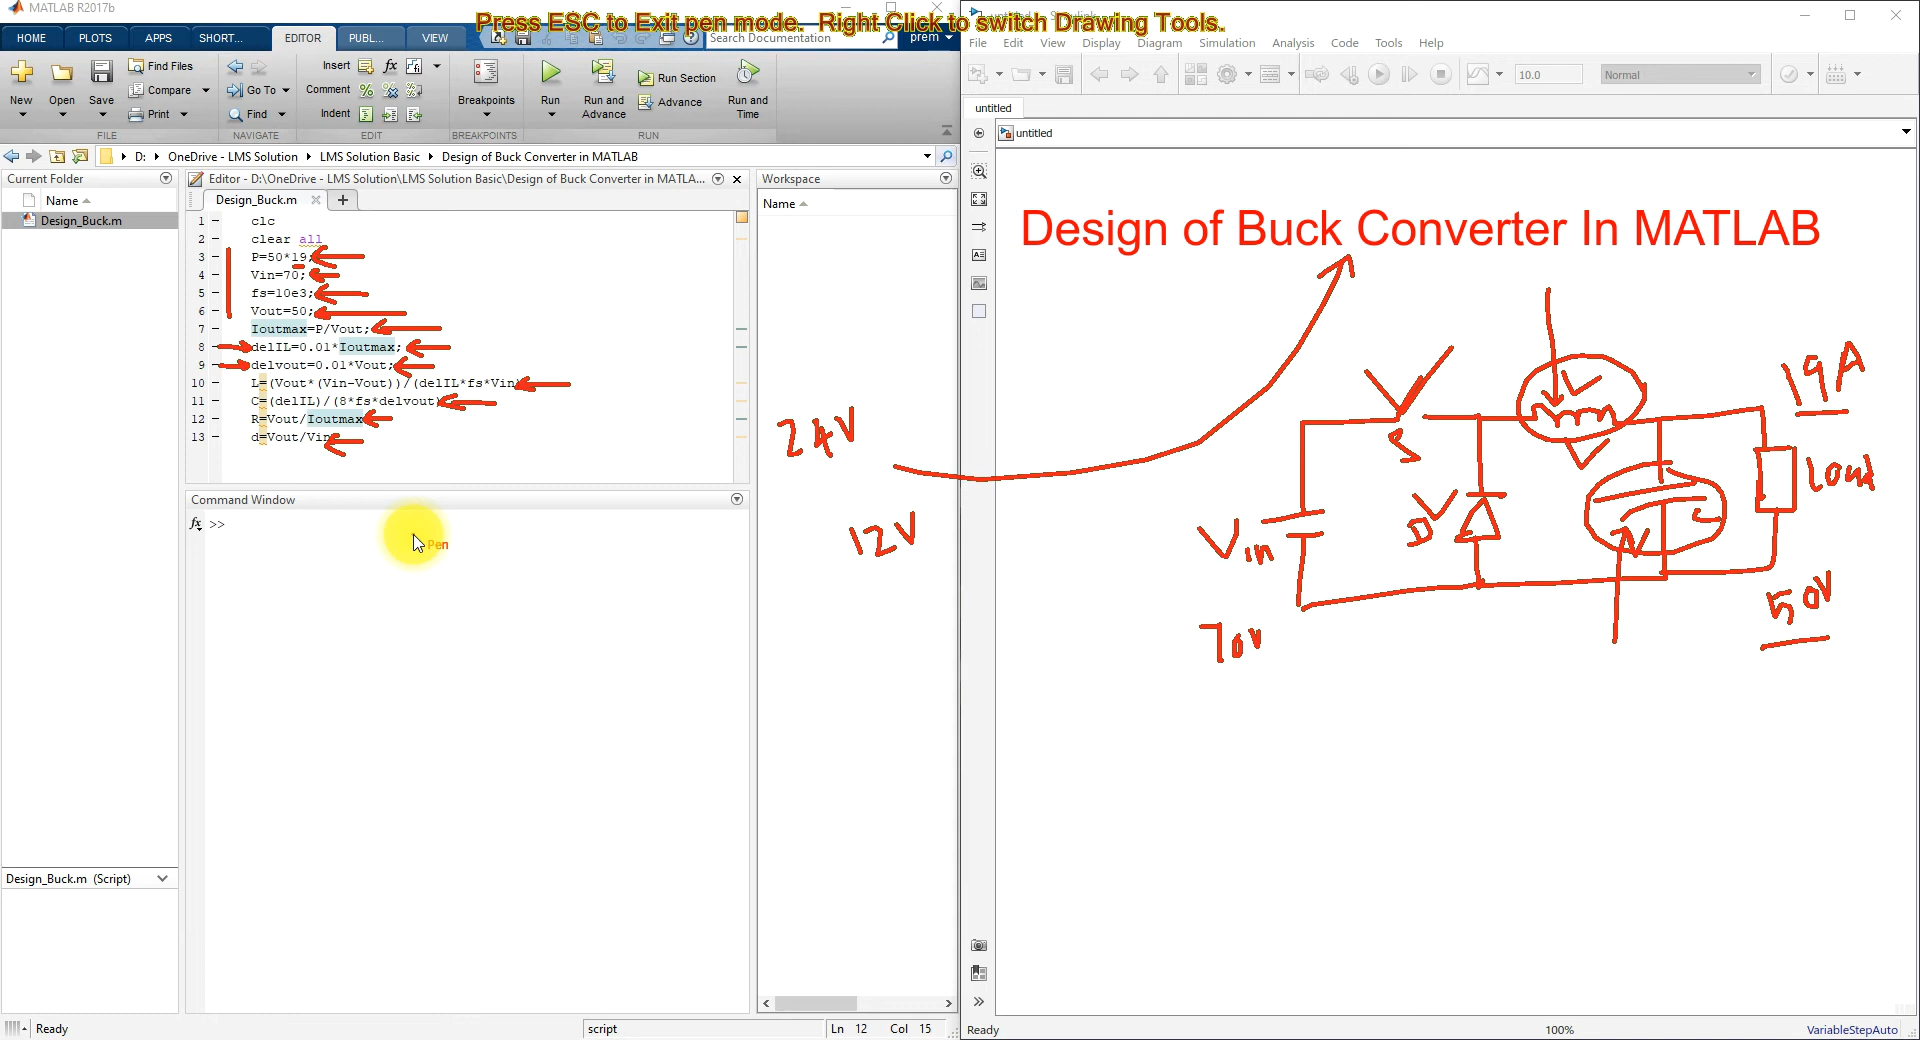 MATLAB R2017b
Press ESC to Exit pen mode. Right Click to switch Drawing Tools.
HOME PLOTS APPS SHORT... EDITOR PUBL... VIEW
Search Documentation
prem
New Open Save
Find Files
Compare
Print
Go To
Find
Insert
Comment
Indent
Breakpoints
Run
Run and Advance
Run Section
Advance
Run and Time
FILE NAVIGATE EDIT BREAKPOINTS RUN
D: OneDrive - LMS Solution LMS Solution Basic Design of Buck Converter in MATLAB
Current Folder
Name
Design_Buck.m
Design_Buck.m (Script)
Editor - D:\OneDrive - LMS Solution\LMS Solution Basic\Design of Buck Converter in MATLA...
Design_Buck.m
1 - clc
2 - clear all
3 - P=50*19;
4 - Vin=70;
5 - fs=10e3;
6 - Vout=50;
7 - Ioutmax=P/Vout;
8 - delIL=0.01*Ioutmax;
9 - delvout=0.01*Vout;
10 - L=(Vout*(Vin-Vout))/(delIL*fs*Vin)
11 - C=(delIL)/(8*fs*delvout)
12 - R=Vout/Ioutmax
13 - d=Vout/Vin
Command Window
fx >>
Pen
Workspace
Name
Ready
script
Ln 12 Col 15
File Edit View Display Diagram Simulation Analysis Code Tools Help
10.0
Normal
untitled
untitled
Design of Buck Converter In MATLAB
24V
12V
Vin
70V
S
D
L
C
19A
load
50V
Ready
100%
VariableStepAuto